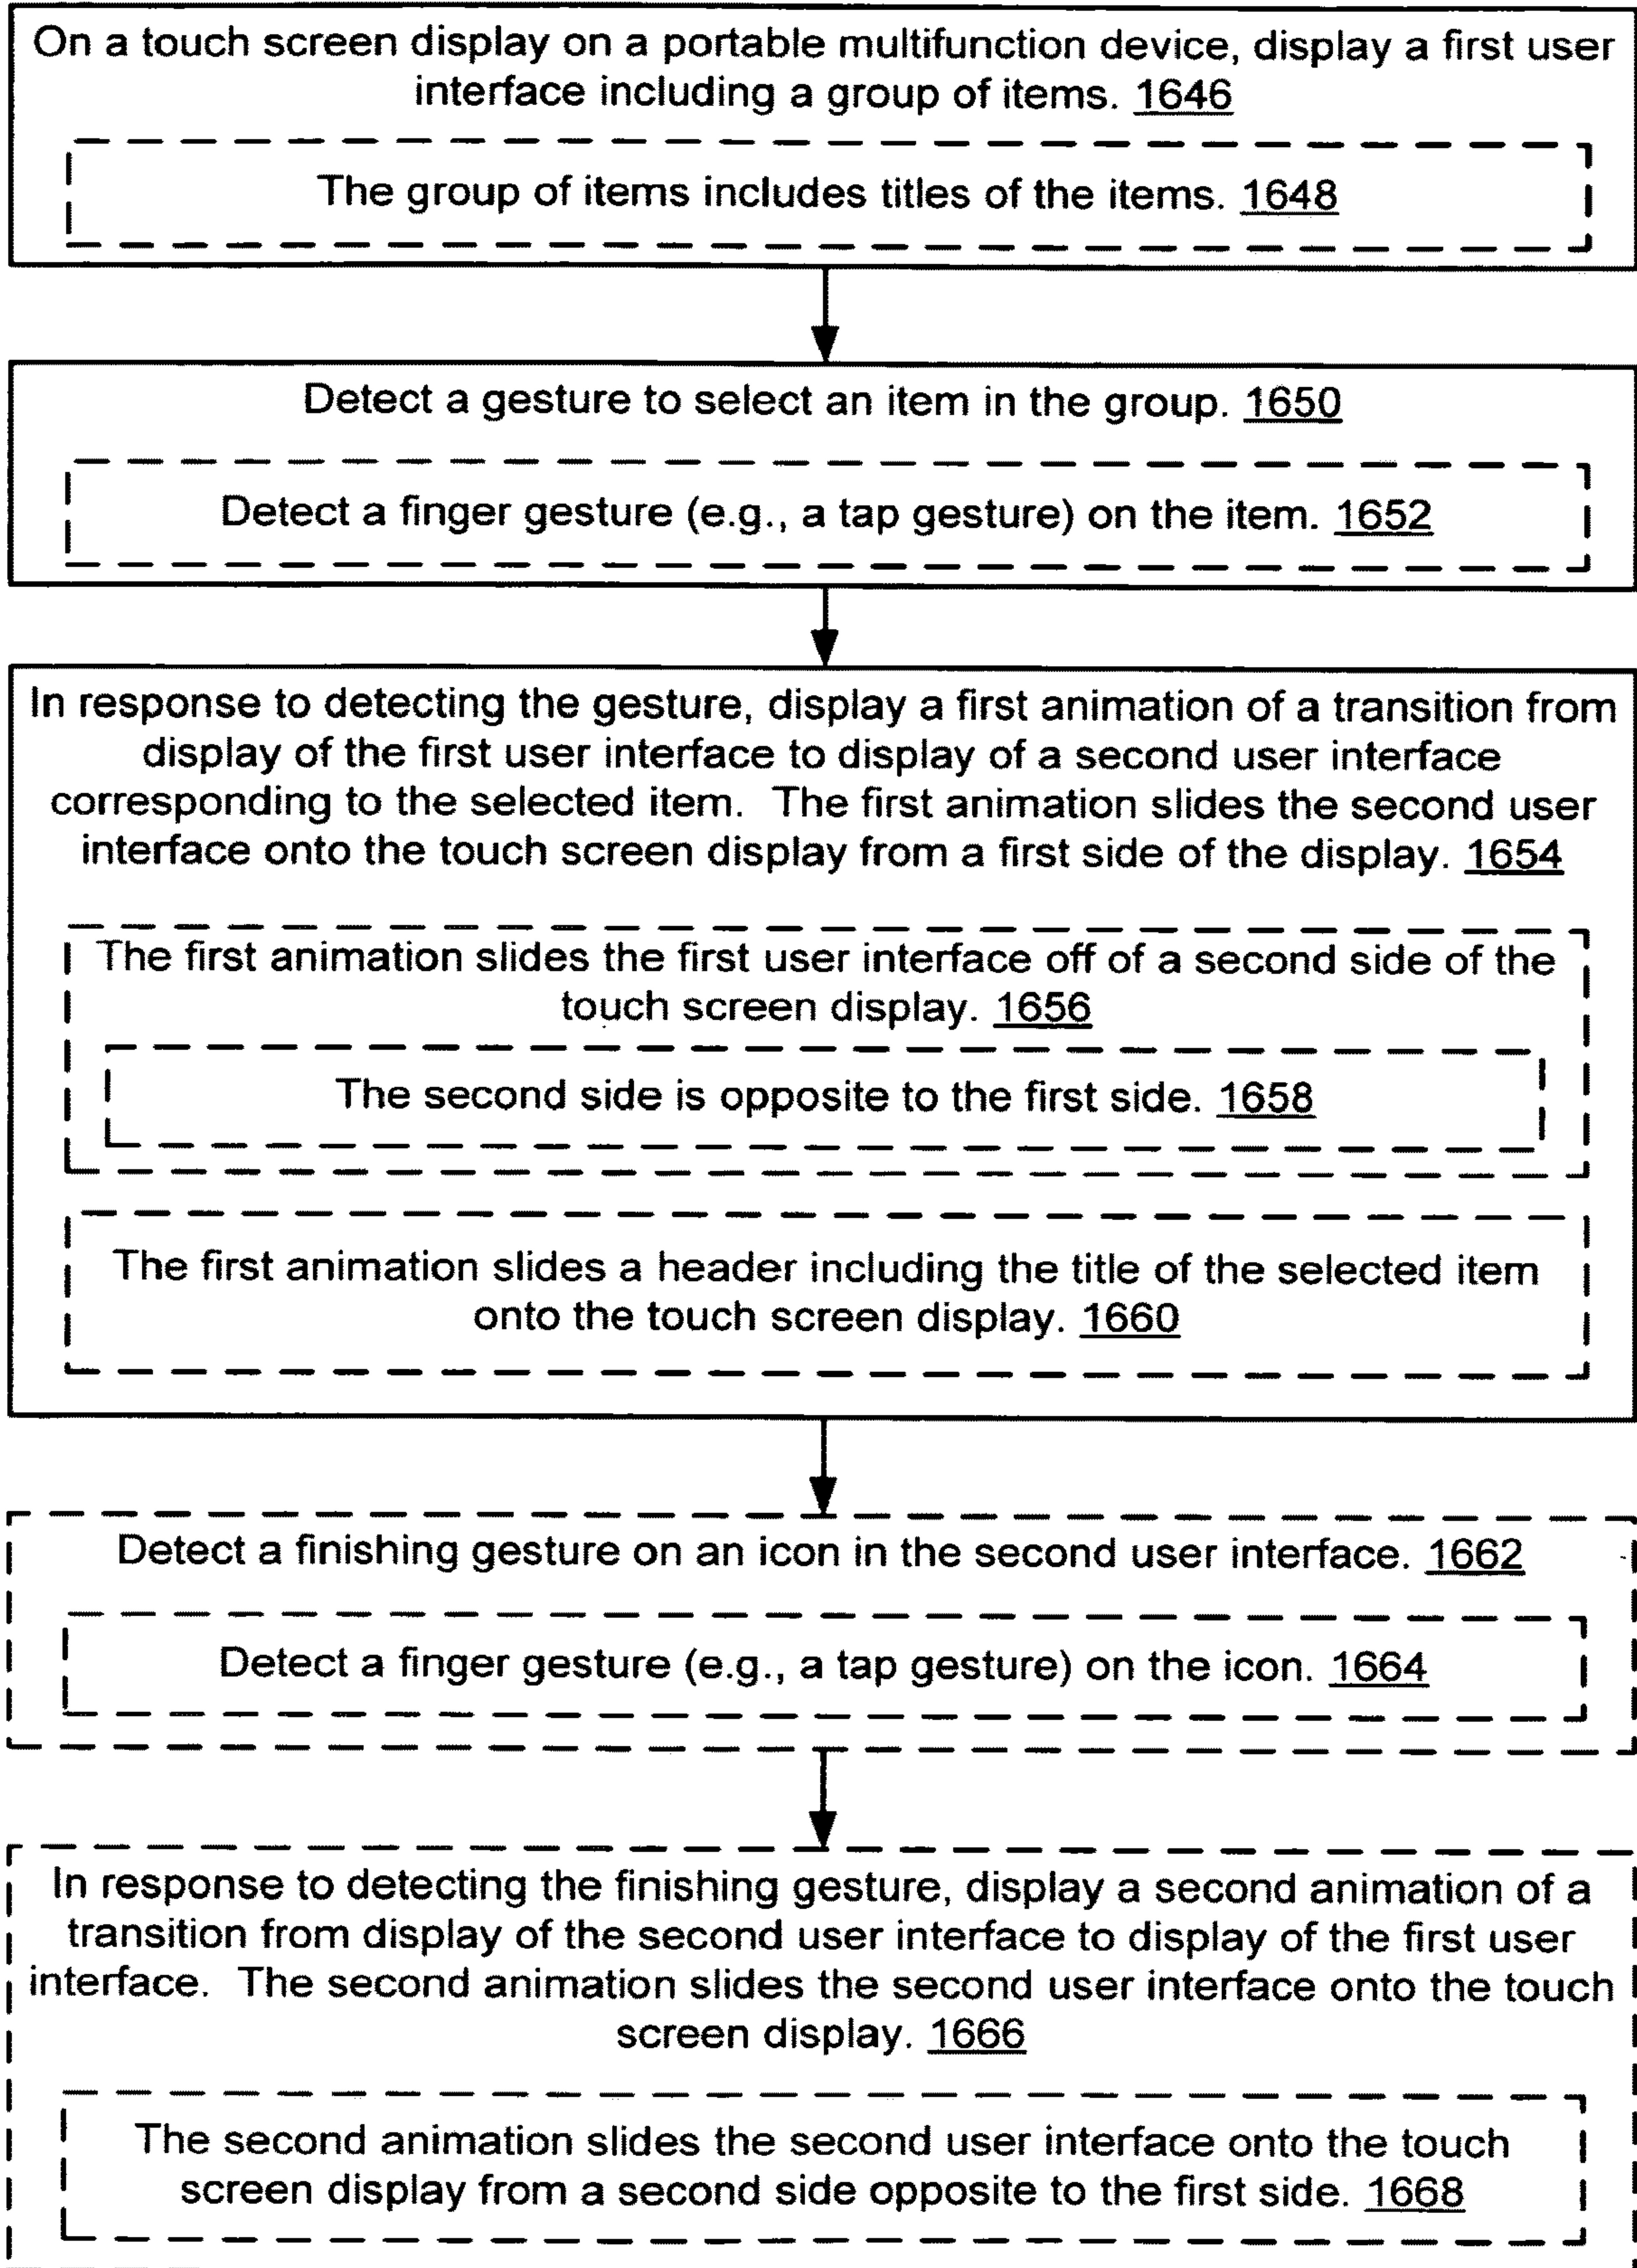 On a touch screen display on a portable multifunction device, display a first user
interface including a group of items. 1646
The group of items includes titles of the items. 1648
Detect a gesture to select an item in the group. 1650
Detect a finger gesture (e.g., a tap gesture) on the item. 1652
In response to detecting the gesture, display a first animation of a transition from
display of the first user interface to display of a second user interface
corresponding to the selected item. The first animation slides the second user
interface onto the touch screen display from a first side of the display. 1654
The first animation slides the first user interface off of a second side of the
touch screen display. 1656
The second side is opposite to the first side. 1658
The first animation slides a header including the title of the selected item
onto the touch screen display. 1660
Detect a finishing gesture on an icon in the second user interface. 1662
Detect a finger gesture (e.g., a tap gesture) on the icon. 1664
In response to detecting the finishing gesture, display a second animation of a
transition from display of the second user interface to display of the first user
interface. The second animation slides the second user interface onto the touch
screen display. 1666
The second animation slides the second user interface onto the touch
screen display from a second side opposite to the first side. 1668